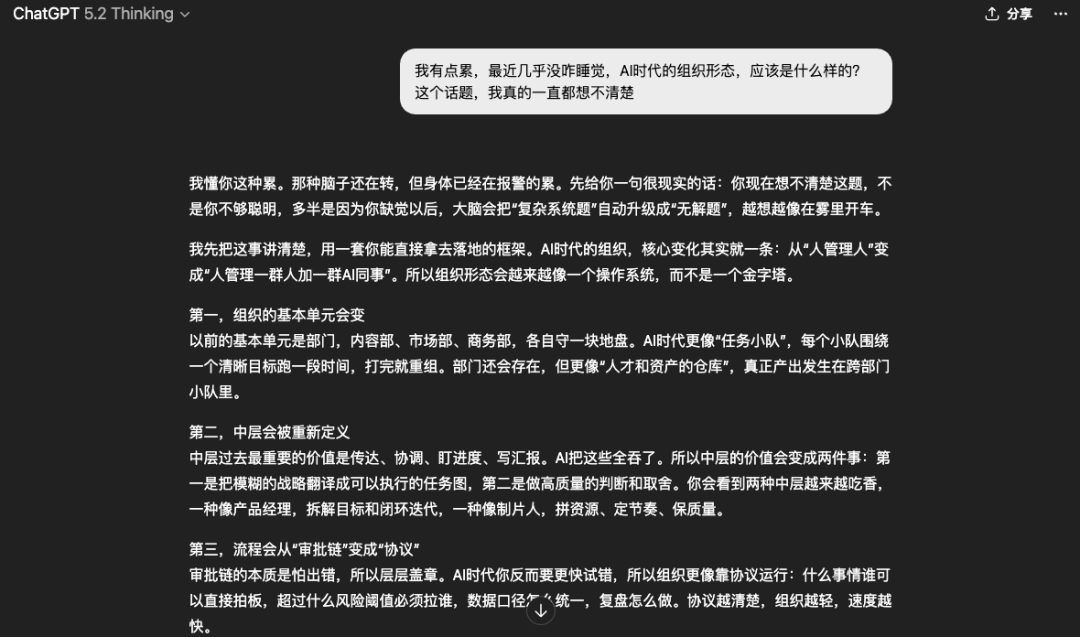 ChatGPT 5.2 Thinking
分享
我有点累，最近几乎没咋睡觉，AI时代的组织形态，应该是什么样的？
这个话题，我真的一直都想不清楚
我懂你这种累。那种脑子还在转，但身体已经在报警的累。先给你一句很现实的话：你现在想不清楚这题，不
是你不够聪明，多半是因为你缺觉以后，大脑会把“复杂系统题”自动升级成“无解题”，越想越像在雾里开车。
我先把这事讲清楚，用一套你能直接拿去落地的框架。AI时代的组织，核心变化其实就一条：从“人管理人”变
成“人管理一群人加一群AI同事”。所以组织形态会越来越像一个操作系统，而不是一个金字塔。
第一，组织的基本单元会变
以前的基本单元是部门，内容部、市场部、商务部，各自守一块地盘。AI时代更像“任务小队”，每个小队围绕
一个清晰目标跑一段时间，打完就重组。部门还会存在，但更像“人才和资产的仓库”，真正产出发生在跨部门
小队里。
第二，中层会被重新定义
中层过去最重要的价值是传达、协调、盯进度、写汇报。AI把这些全吞了。所以中层的价值会变成两件事：第
一是把模糊的战略翻译成可以执行的任务图，第二是做高质量的判断和取舍。你会看到两种中层越来越吃香，
一种像产品经理，拆解目标和闭环迭代，一种像制片人，拼资源、定节奏、保质量。
第三，流程会从“审批链”变成“协议”
审批链的本质是怕出错，所以层层盖章。AI时代你反而要更快试错，所以组织更像靠协议运行：什么事情谁可
以直接拍板，超过什么风险阈值必须拉谁，数据口径怎么统一，复盘怎么做。协议越清楚，组织越轻，速度越
快。